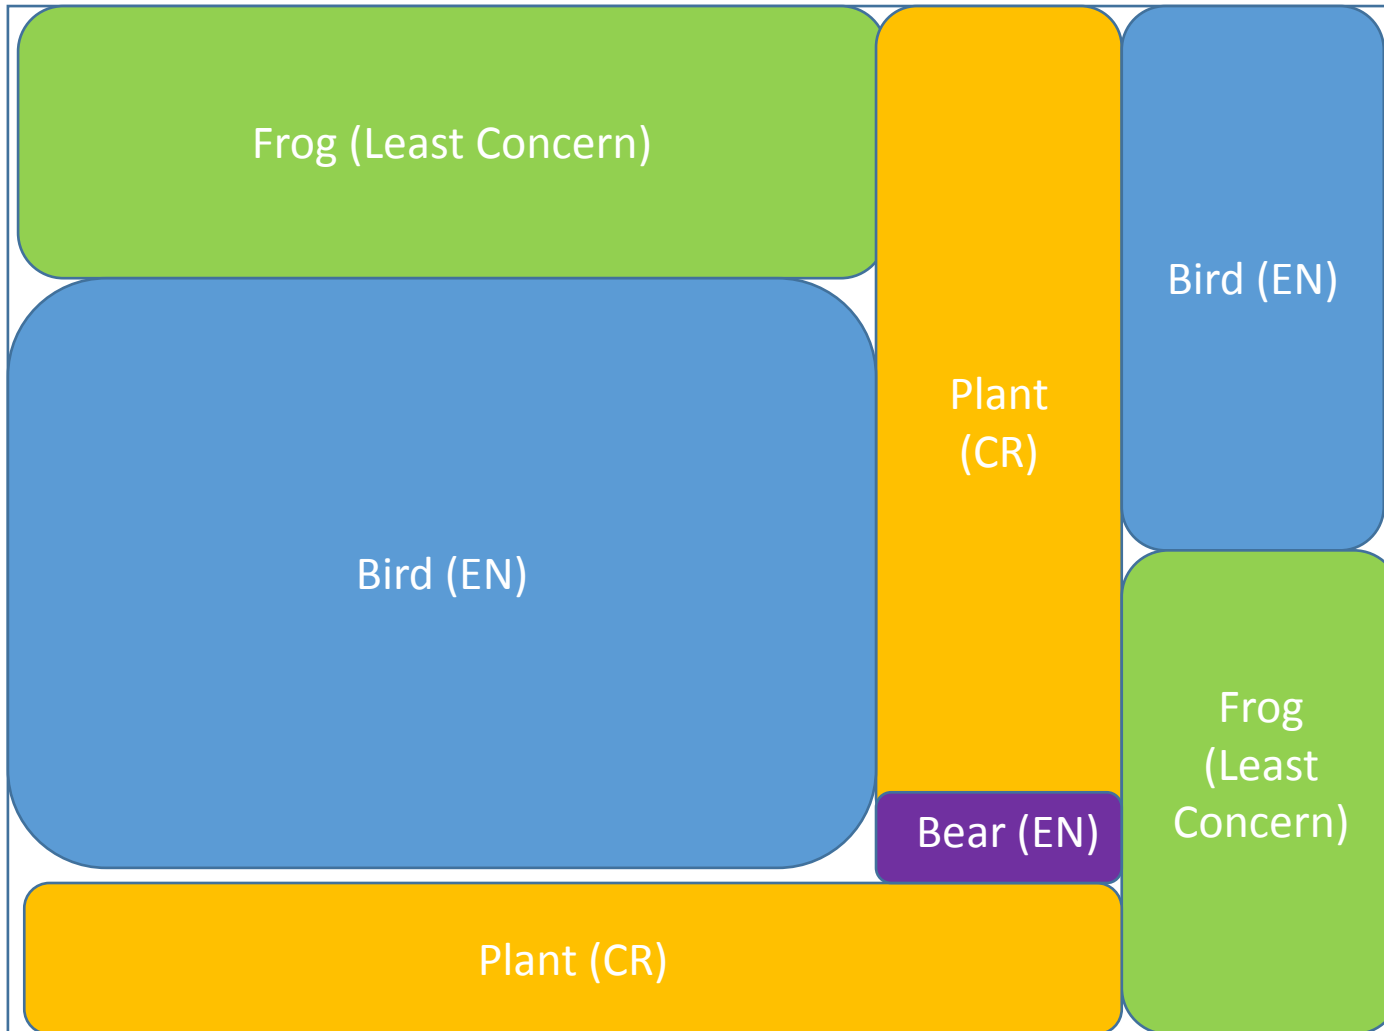 Frog (Least Concern)
Bird (EN)
Plant
(CR)
Bird (EN)
Bear (EN)
Frog
(Least
Concern)
Plant (CR)